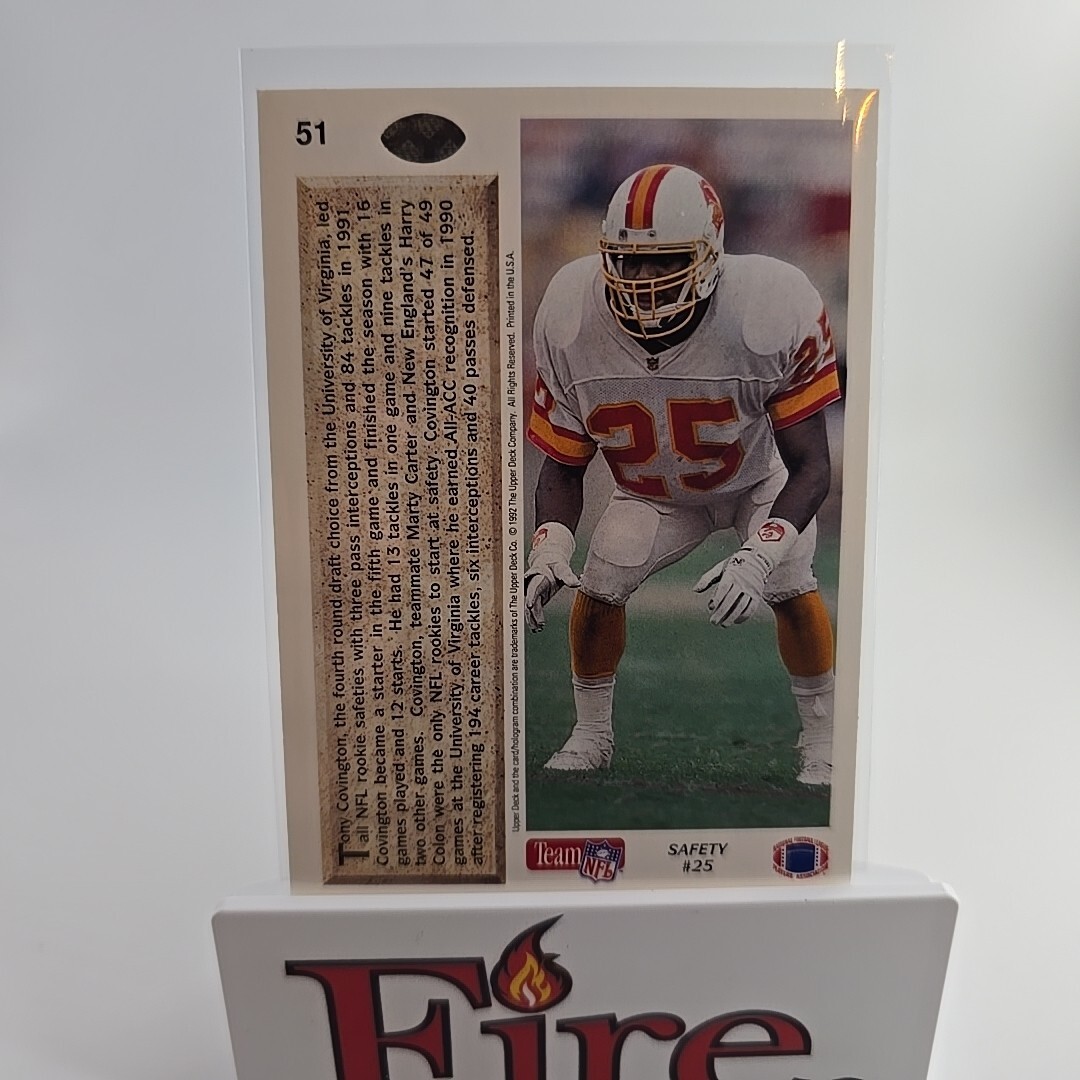 51
Tony Covington, the fourth round draft choice from the University of Virginia, led
all NFL rookie safeties with three pass interceptions and 84 tackles in 1991.
Covington became a starter in the fifth game and finished the season with 16
games played and 12 starts. He had 13 tackles in one game and nine tackles in
two other games. Covington, teammate Marty Carter and New England's Harry
Colon were the only NFL rookies to start at safety. Covington started 47 of 49
games at the University of Virginia where he earned All-ACC recognition in 1990
after registering 194 career tackles, six interceptions and 40 passes defensed.
Upper Deck and the card/hologram combination are trademarks of The Upper Deck Co. © 1992 The Upper Deck Company. All Rights Reserved. Printed in the U.S.A.
25
25
Team NFL
SAFETY
#25
NATIONAL FOOTBALL LEAGUE
PLAYERS ASSOCIATION
Fire